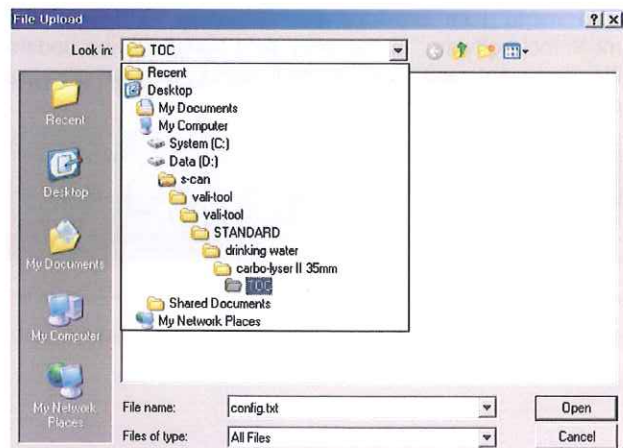 File Upload
Look in:
TOC
Recent
Desktop
My Documents
My Computer
System (C:)
Data (D:)
s-can
vali-tool
vali-tool
STANDARD
drinking water
carbo-lyser II 35mm
TOC
Shared Documents
My Network Places
Recent
Desktop
My Documents
My Computer
My Network
Places
File name:
config.txt
Open
Files of type:
All Files
Cancel